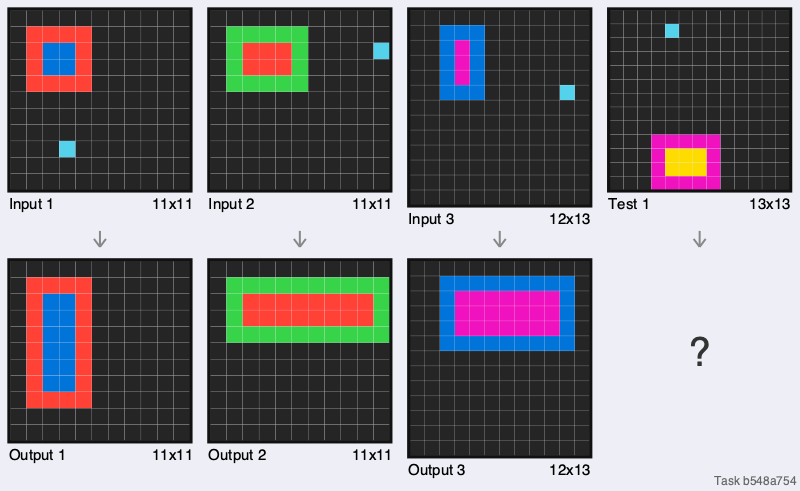 Input 1 11x11
Input 2 11x11
Input 3 12x13
Test 1 13x13
?
Output 1 11x11
Output 2 11x11
Output 3 12x13
Task b548a754